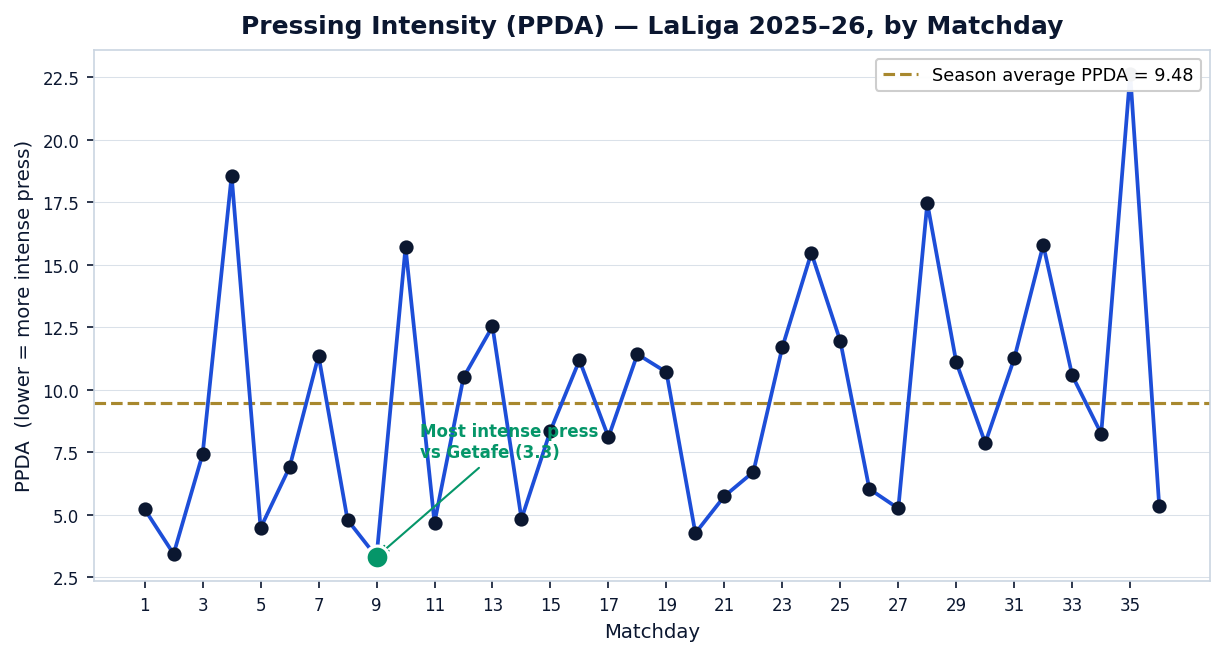 Pressing Intensity (PPDA) — LaLiga 2025–26, by Matchday
Season average PPDA = 9.48
PPDA (lower = more intense press)
22.5
20.0
17.5
15.0
12.5
10.0
7.5
5.0
2.5
Most intense press
vs Getafe (3.3)
1 3 5 7 9 11 13 15 17 19 21 23 25 27 29 31 33 35
Matchday